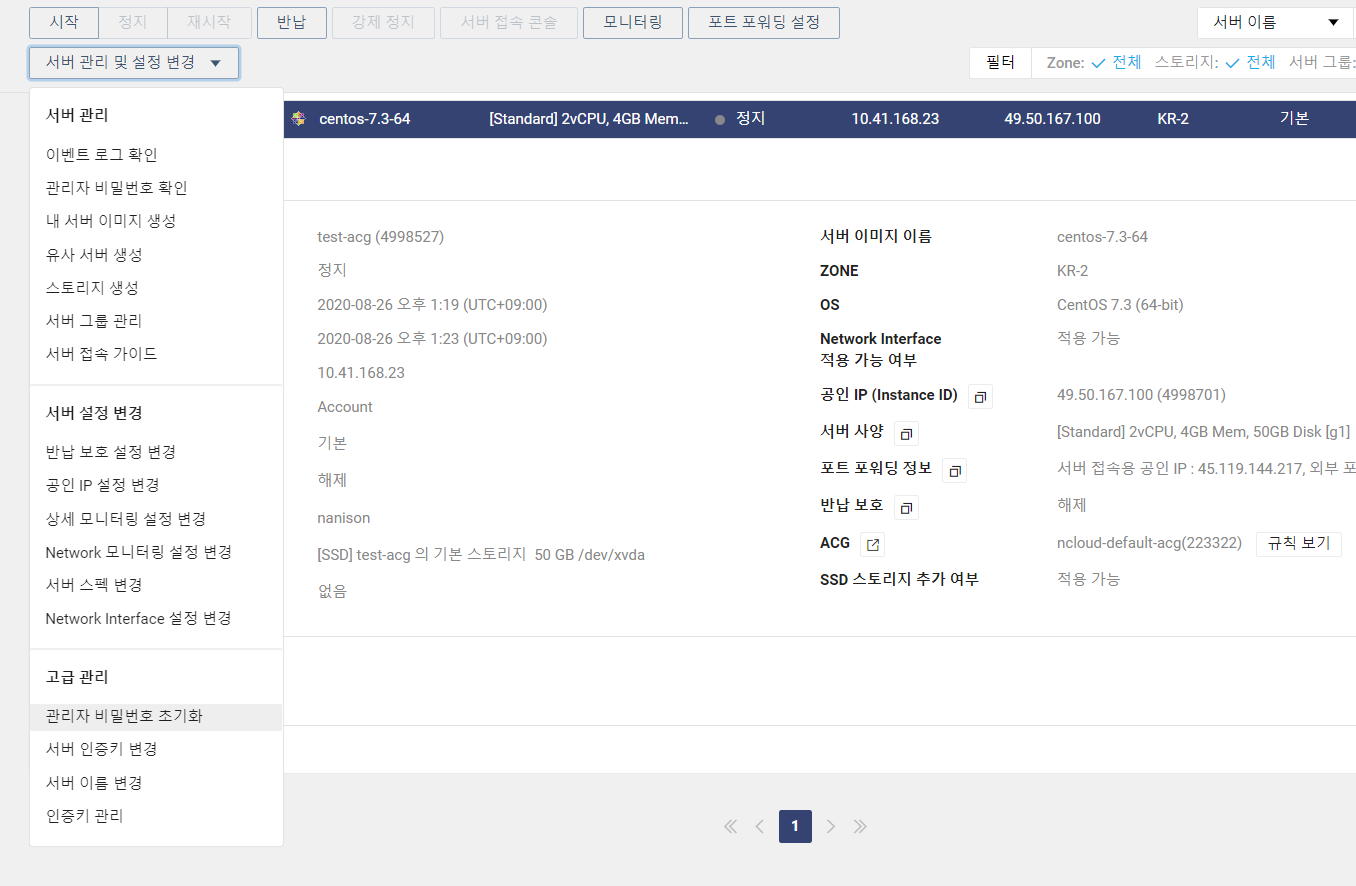 시작 정지 재시작 반납 강제 정지 서버 접속 콘솔 모니터링 포트 포워딩 설정 서버 이름
서버 관리 및 설정 변경 필터 Zone: 전체 스토리지: 전체 서버 그룹:
서버 관리
이벤트 로그 확인
관리자 비밀번호 확인
내 서버 이미지 생성
유사 서버 생성
스토리지 생성
서버 그룹 관리
서버 접속 가이드
서버 설정 변경
반납 보호 설정 변경
공인 IP 설정 변경
상세 모니터링 설정 변경
Network 모니터링 설정 변경
서버 스펙 변경
Network Interface 설정 변경
고급 관리
관리자 비밀번호 초기화
서버 인증키 변경
서버 이름 변경
인증키 관리
centos-7.3-64 [Standard] 2vCPU, 4GB Mem... 정지 10.41.168.23 49.50.167.100 KR-2 기본
test-acg (4998527)
정지
2020-08-26 오후 1:19 (UTC+09:00)
2020-08-26 오후 1:23 (UTC+09:00)
10.41.168.23
Account
기본
해제
nanison
[SSD] test-acg 의 기본 스토리지 50 GB /dev/xvda
없음
서버 이미지 이름 centos-7.3-64
ZONE KR-2
OS CentOS 7.3 (64-bit)
Network Interface 적용 가능
적용 가능 여부
공인 IP (Instance ID) 49.50.167.100 (4998701)
서버 사양 [Standard] 2vCPU, 4GB Mem, 50GB Disk [g1]
포트 포워딩 정보 서버 접속용 공인 IP : 45.119.144.217, 외부 포
반납 보호 해제
ACG ncloud-default-acg(223322) 규칙 보기
SSD 스토리지 추가 여부 적용 가능
1